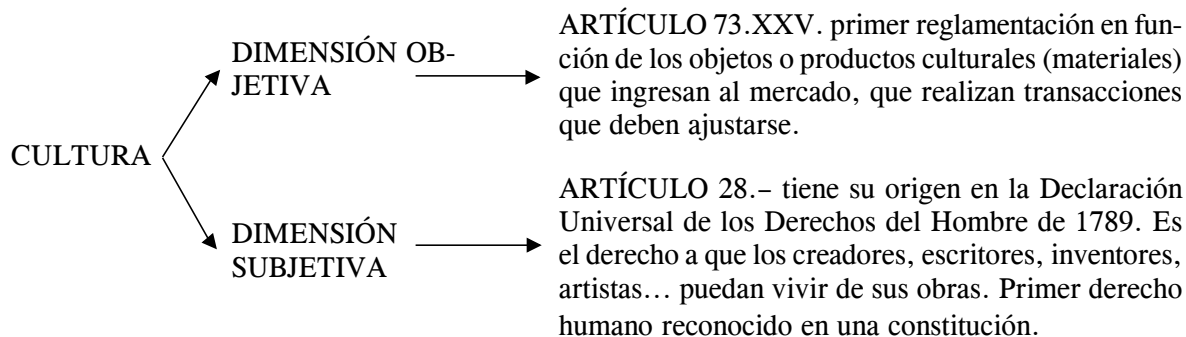 CULTURA
DIMENSIÓN OB-
JETIVA
ARTÍCULO 73.XXV. primer reglamentación en fun-
ción de los objetos o productos culturales (materiales)
que ingresan al mercado, que realizan transacciones
que deben ajustarse.
DIMENSIÓN
SUBJETIVA
ARTÍCULO 28.– tiene su origen en la Declaración
Universal de los Derechos del Hombre de 1789. Es
el derecho a que los creadores, escritores, inventores,
artistas… puedan vivir de sus obras. Primer derecho
humano reconocido en una constitución.